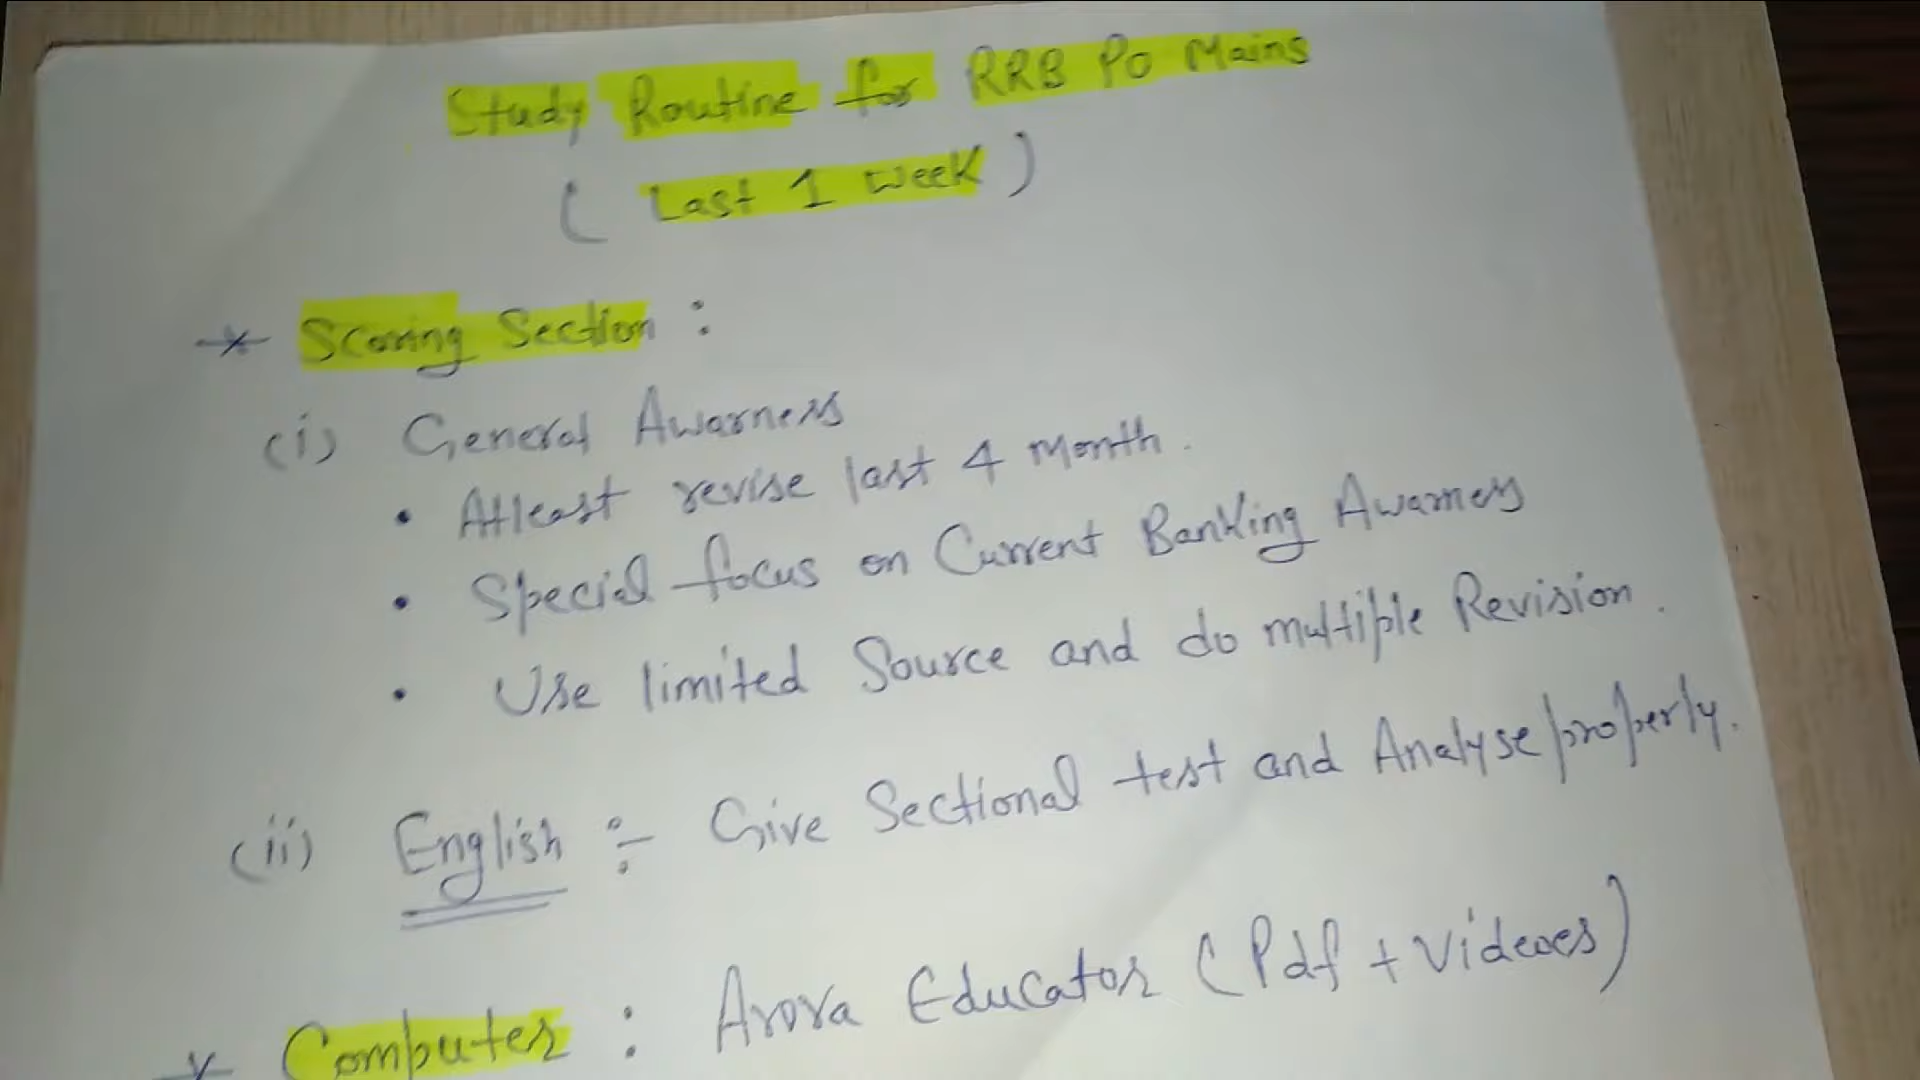 Study Routine for RRB PO Mains
( Last 1 week )
* Scoring Section :
(i) General Awarness
• Atleast revise last 4 Month.
• Special focus on Current Banking Awarness
• Use limited Source and do multiple Revision.
(ii) English :- Give Sectional test and Analyse properly.
* Computer : Arora Educator (Pdf + Videoes)